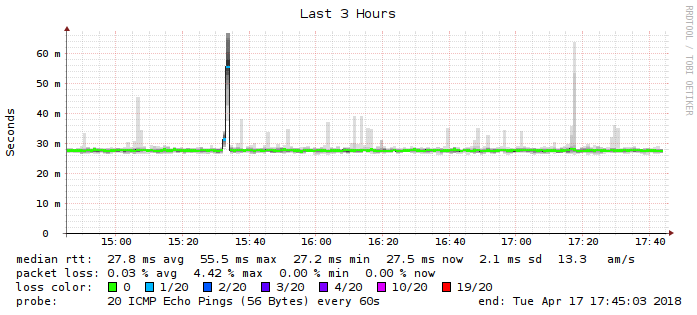 Last 3 Hours
RRDTOOL / TOBI OETIKER
Seconds
60 m
50 m
40 m
30 m
20 m
10 m
0
15:00 15:20 15:40 16:00 16:20 16:40 17:00 17:20 17:40
median rtt: 27.8 ms avg 55.5 ms max 27.2 ms min 27.5 ms now 2.1 ms sd 13.3 am/s
packet loss: 0.03 % avg 4.42 % max 0.00 % min 0.00 % now
loss color: 0 1/20 2/20 3/20 4/20 10/20 19/20
probe: 20 ICMP Echo Pings (56 Bytes) every 60s end: Tue Apr 17 17:45:03 2018